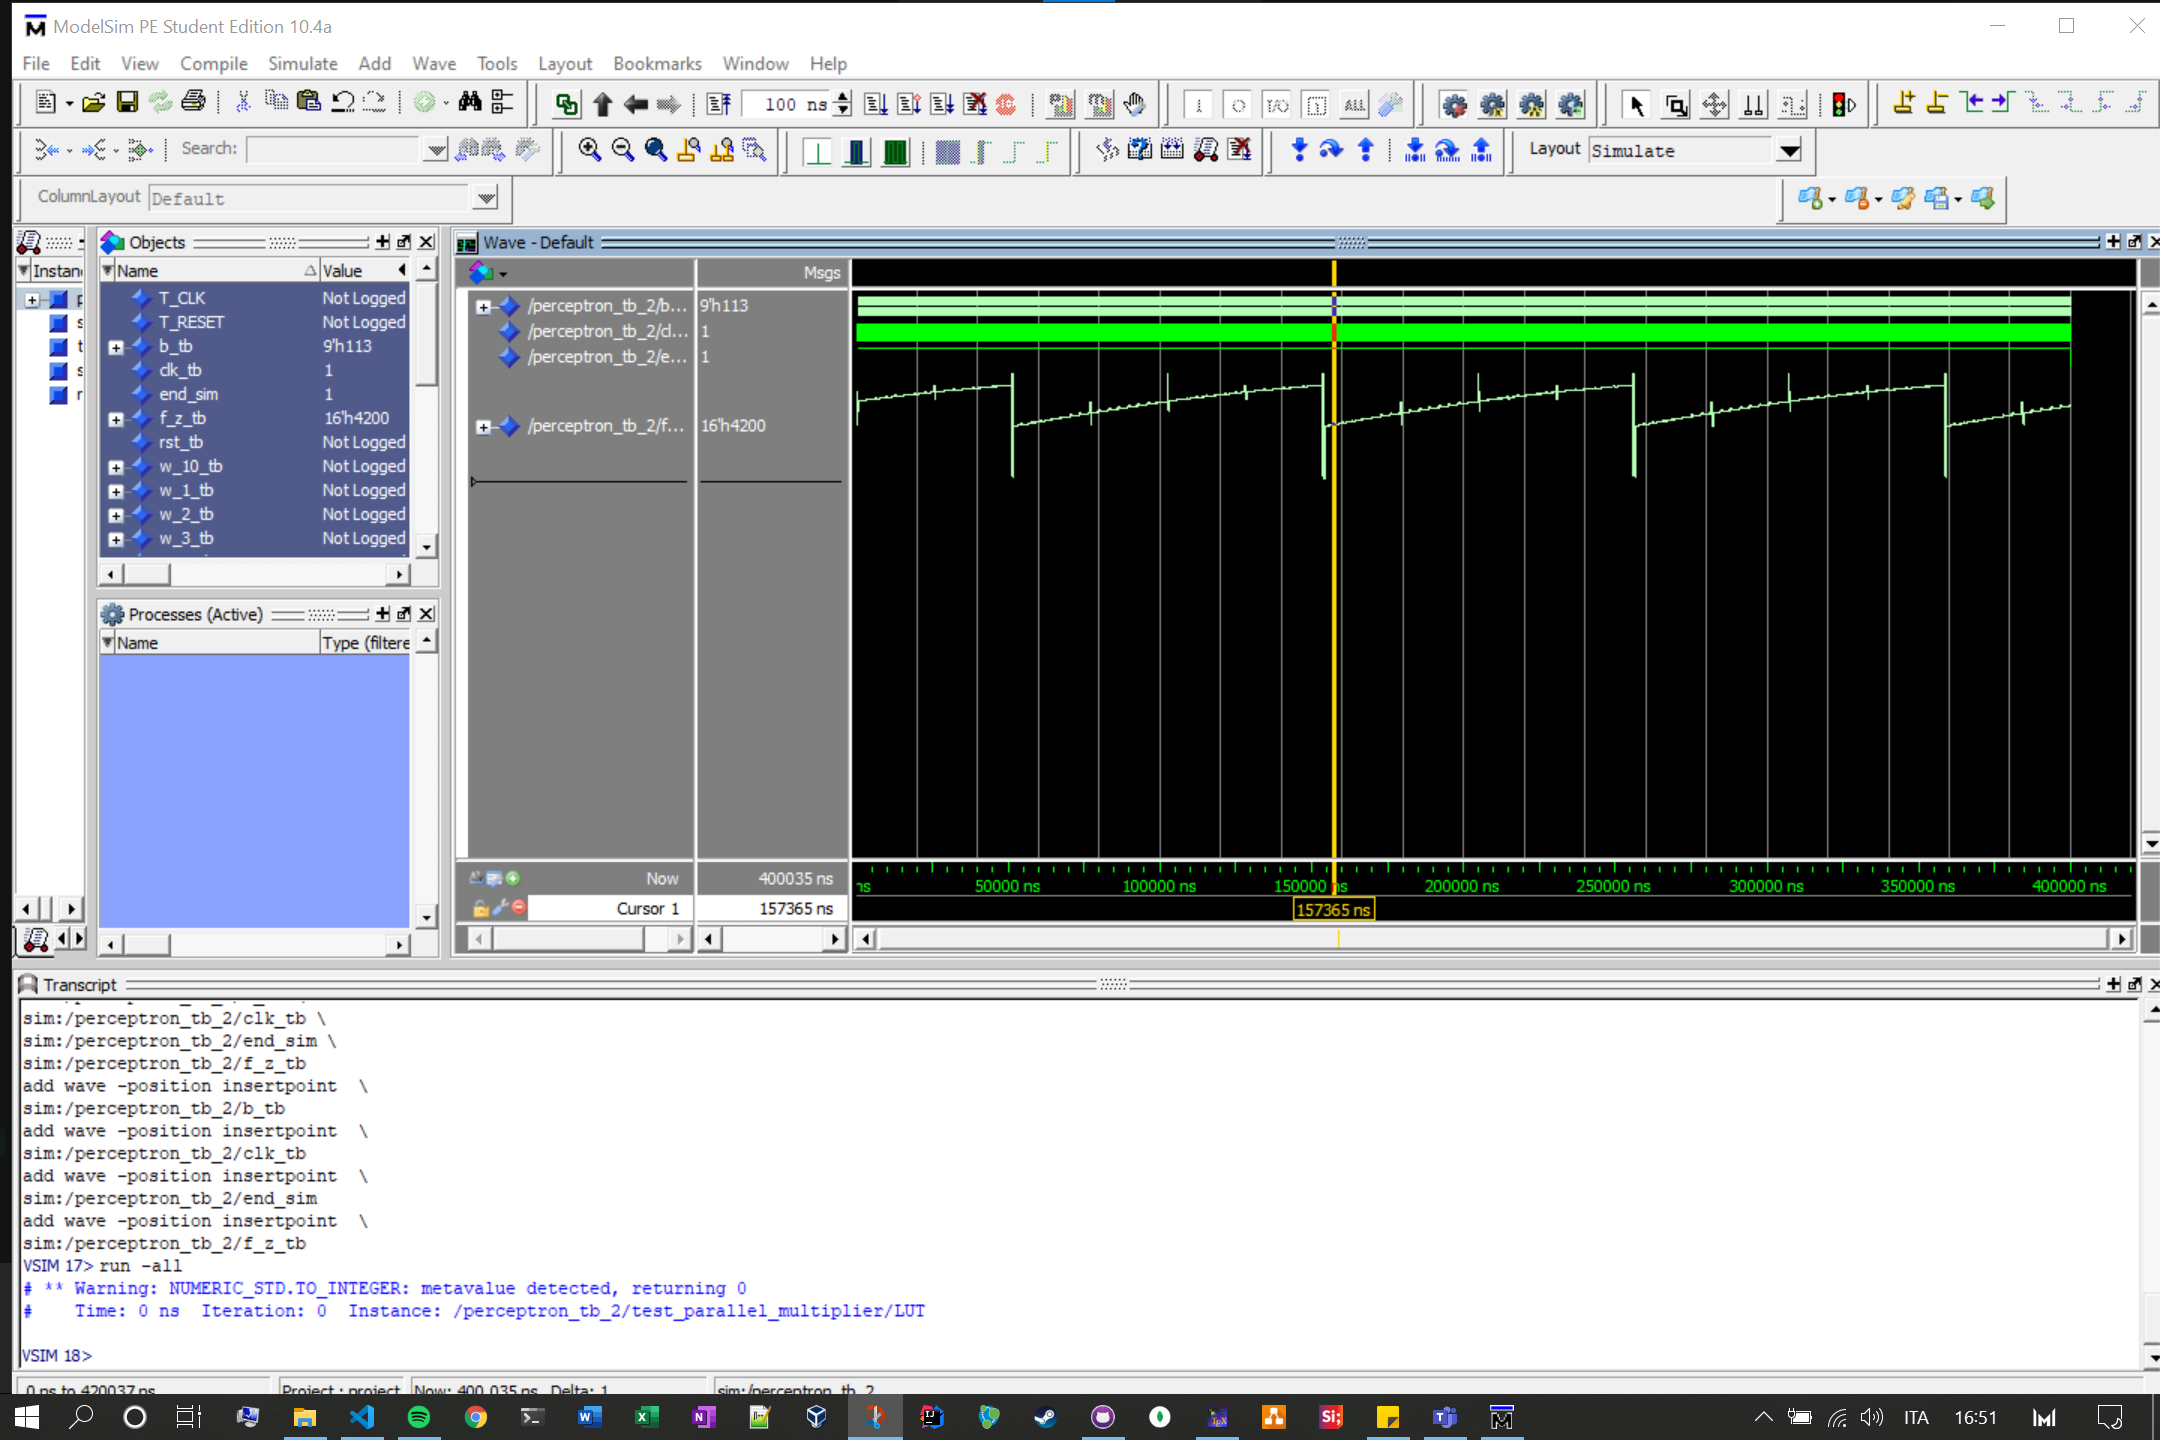 ModelSim PE Student Edition 10.4a
File Edit View Compile Simulate Add Wave Tools Layout Bookmarks Window Help
100 ns
Search:
Layout Simulate
ColumnLayout Default
Objects
Wave - Default
Name Value
Msgs
T_CLK Not Logged
T_RESET Not Logged
b_tb 9'h113
clk_tb 1
end_sim 1
f_z_tb 16'h4200
rst_tb Not Logged
w_10_tb Not Logged
w_1_tb Not Logged
w_2_tb Not Logged
w_3_tb Not Logged
/perceptron_tb_2/b... 9'h113
/perceptron_tb_2/cl... 1
/perceptron_tb_2/e... 1
/perceptron_tb_2/f... 16'h4200
Processes (Active)
Name Type (filtere
Now 400035 ns
ns 50000 ns 100000 ns 150000 ns 200000 ns 250000 ns 300000 ns 350000 ns 400000 ns
Cursor 1 157365 ns
157365 ns
Transcript
sim:/perceptron_tb_2/clk_tb \
sim:/perceptron_tb_2/end_sim \
sim:/perceptron_tb_2/f_z_tb
add wave -position insertpoint \
sim:/perceptron_tb_2/b_tb
add wave -position insertpoint \
sim:/perceptron_tb_2/clk_tb
add wave -position insertpoint \
sim:/perceptron_tb_2/end_sim
add wave -position insertpoint \
sim:/perceptron_tb_2/f_z_tb
VSIM 17> run -all
# ** Warning: NUMERIC_STD.TO_INTEGER: metavalue detected, returning 0
# Time: 0 ns Iteration: 0 Instance: /perceptron_tb_2/test_parallel_multiplier/LUT
VSIM 18>
0 ns to 420037 ns Project : project Now: 400,035 ns Delta: 1 sim:/perceptron_tb_2
ITA 16:51